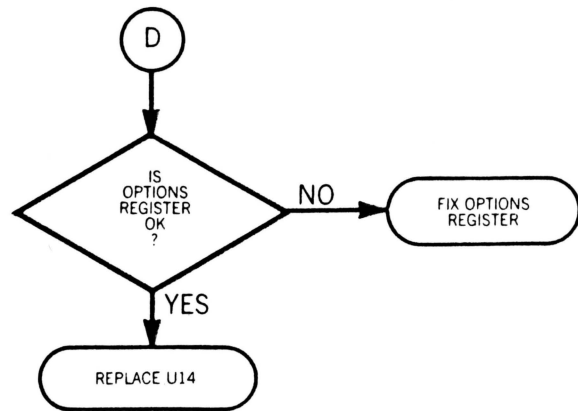 D
IS
OPTIONS
REGISTER
OK
?
NO
FIX OPTIONS
REGISTER
YES
REPLACE U14